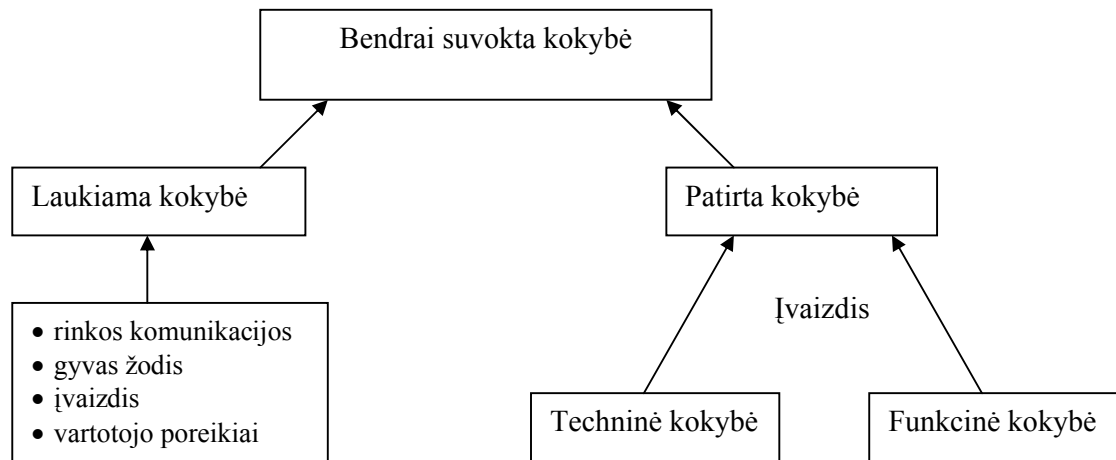 Bendrai suvokta kokybė
Laukiama kokybė
Patirta kokybė
• rinkos komunikacijos
• gyvas žodis
• įvaizdis
• vartotojo poreikiai
Įvaizdis
Techninė kokybė
Funkcinė kokybė